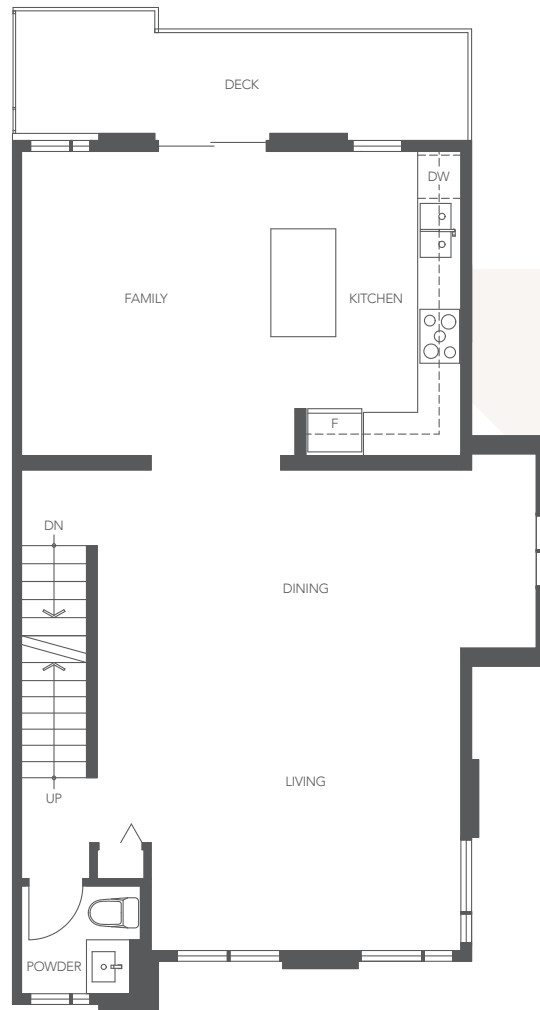 DECK
DW
FAMILY
KITCHEN
F
DN
DINING
LIVING
UP
POWDER